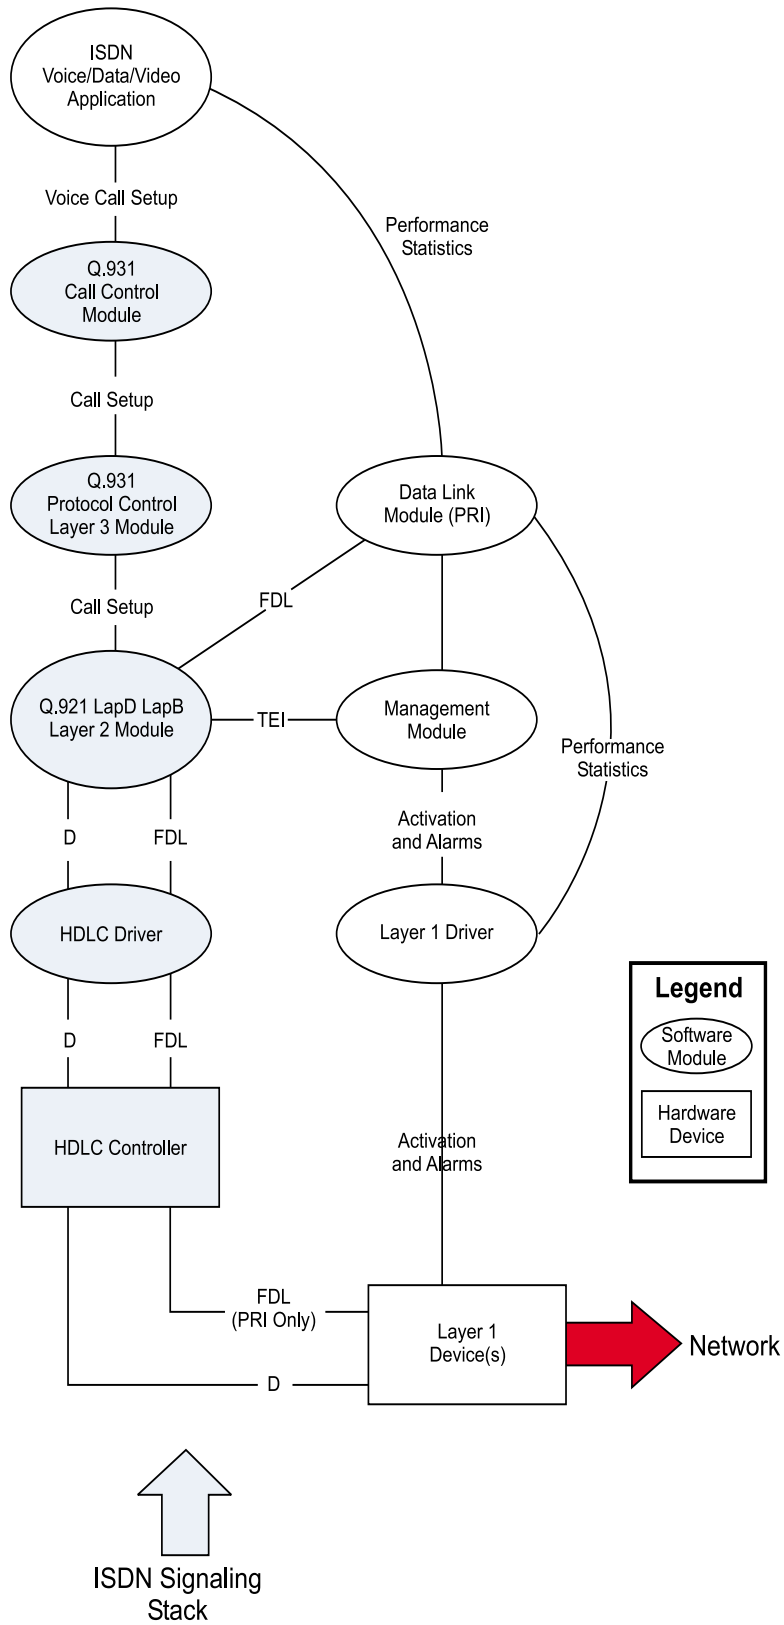 ISDN
Voice/Data/Video
Application
Voice Call Setup
Performance
Statistics
Q.931
Call Control
Module
Call Setup
Q.931
Protocol Control
Layer 3 Module
Data Link
Module (PRI)
Call Setup
FDL
Q.921 LapD LapB
Layer 2 Module
TEI
Management
Module
Performance
Statistics
D
FDL
Activation
and Alarms
HDLC Driver
Layer 1 Driver
Legend
Software
Module
Hardware
Device
D
FDL
HDLC Controller
Activation
and Alarms
FDL
(PRI Only)
Layer 1
Device(s)
Network
D
ISDN Signaling
Stack